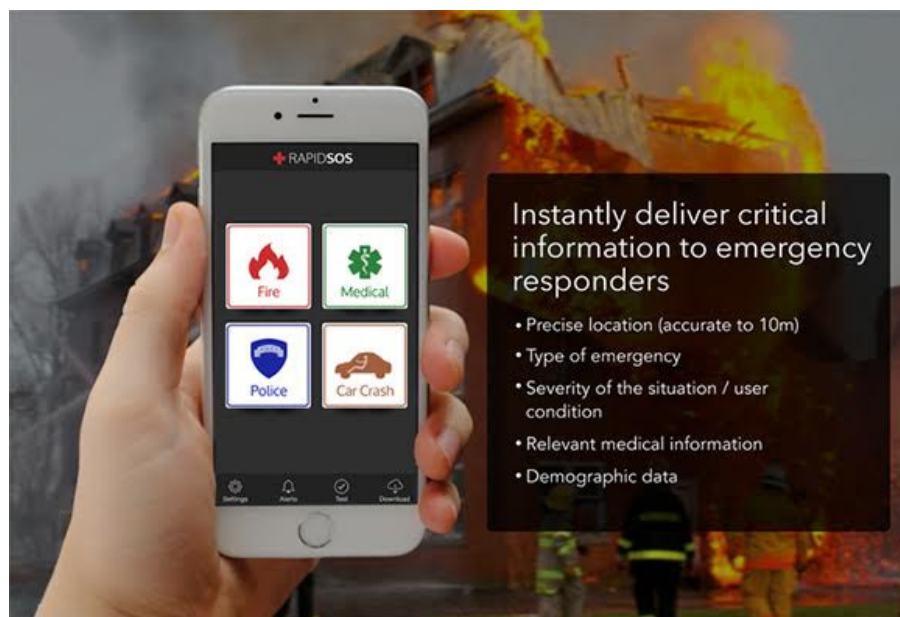 RAPIDSOS
Fire
Medical
Police
Car Crash
Settings
Alerts
Test
Download
Instantly deliver critical
information to emergency
responders
• Precise location (accurate to 10m)
• Type of emergency
• Severity of the situation / user
condition
• Relevant medical information
• Demographic data